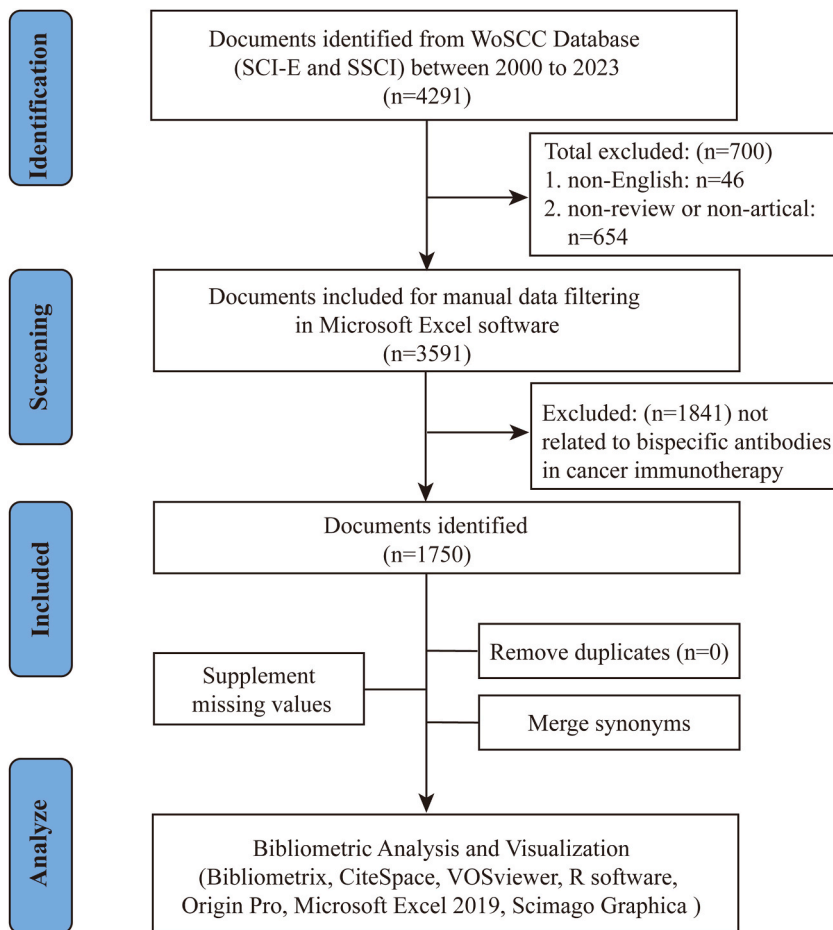 Identification
Documents identified from WoSCC Database
(SCI-E and SSCI) between 2000 to 2023
(n=4291)
Total excluded: (n=700)
1. non-English: n=46
2. non-review or non-artical:
n=654
Screening
Documents included for manual data filtering
in Microsoft Excel software
(n=3591)
Excluded: (n=1841) not
related to bispecific antibodies
in cancer immunotherapy
Included
Documents identified
(n=1750)
Supplement
missing values
Remove duplicates (n=0)
Merge synonyms
Analyze
Bibliometric Analysis and Visualization
(Bibliometrix, CiteSpace, VOSviewer, R software,
Origin Pro, Microsoft Excel 2019, Scimago Graphica )